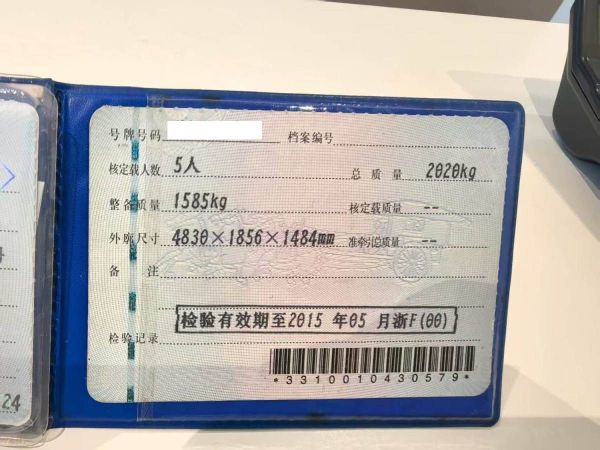 号牌号码 档案编号
核定载人数 5人 总质量 2020kg
整备质量 1585kg 核定载质量 --
外廓尺寸 4830×1856×1484mm 准牵引总质量 --
备注
检验有效期至2015 年05 月浙F(00)
检验记录
*3310010430579*
24